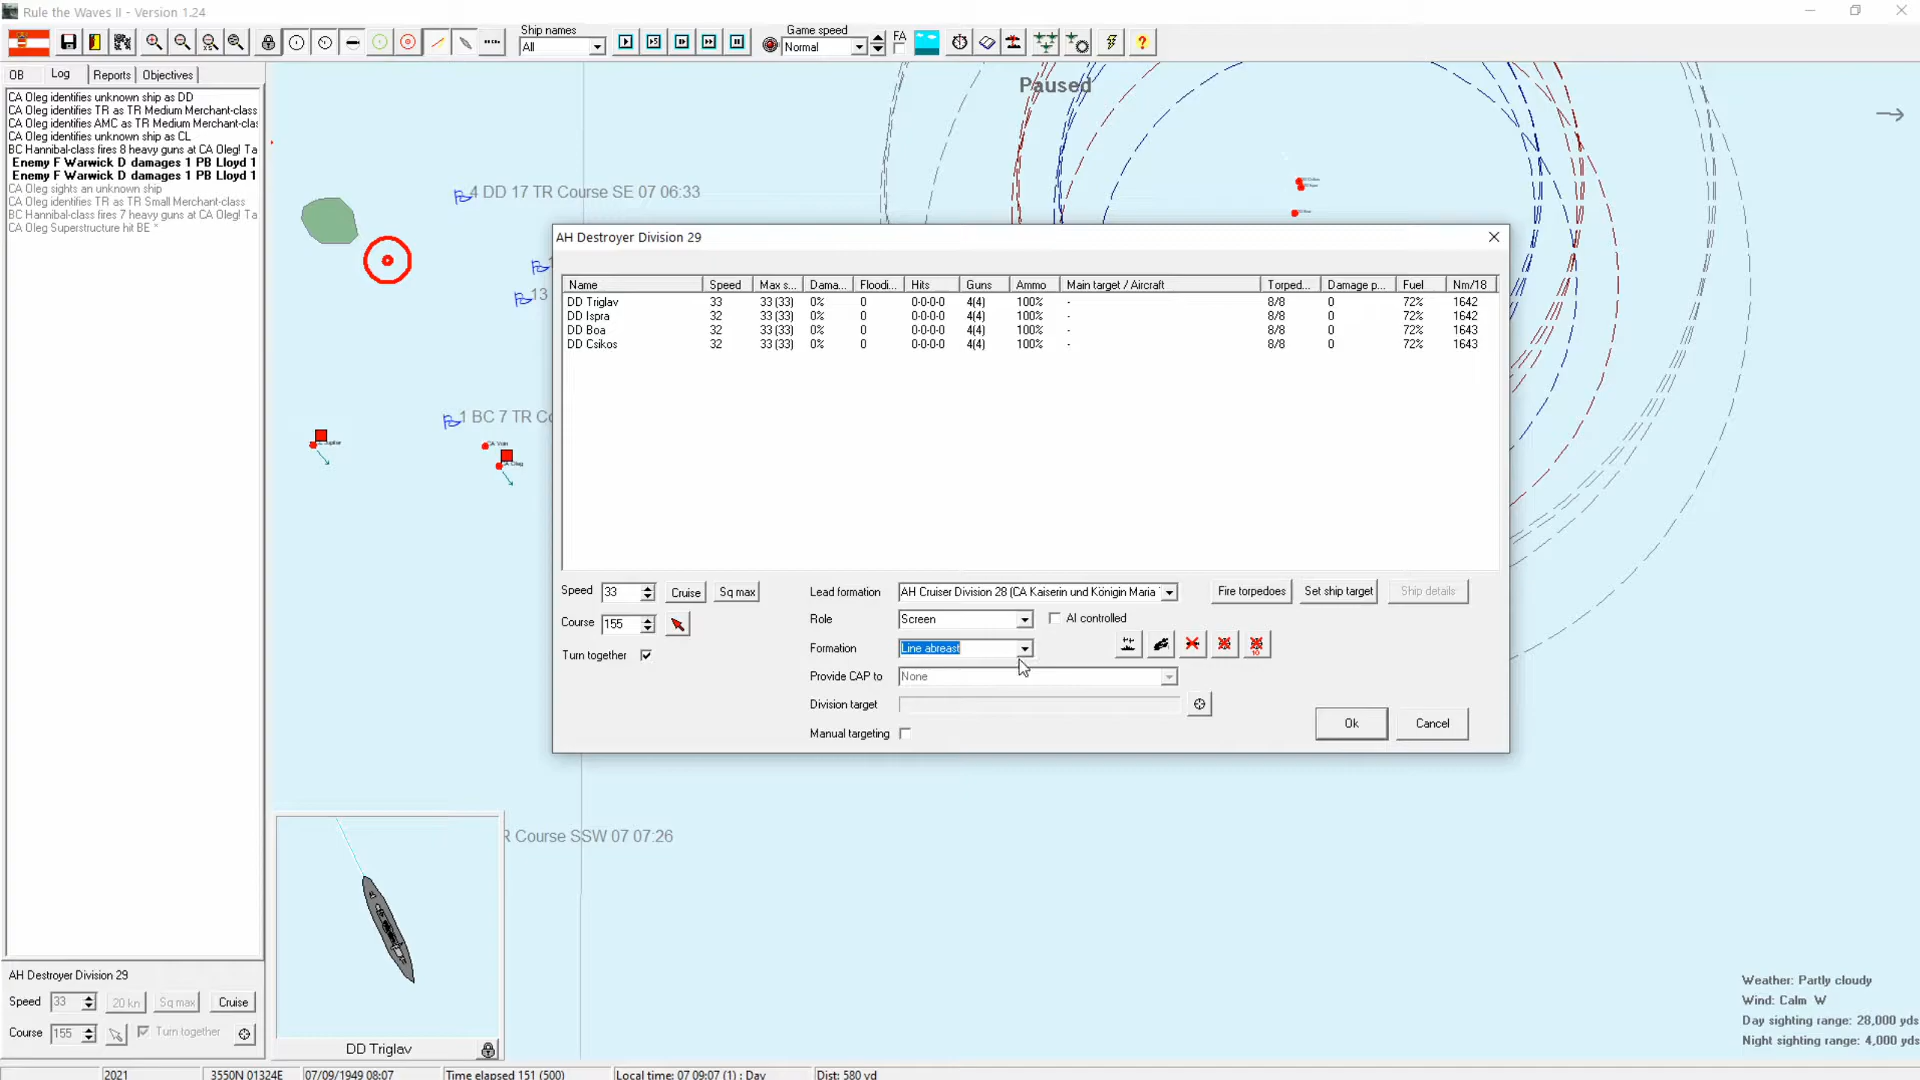 Rule the Waves II - Version 1.24
Ship names
All
Game speed
Normal
FA
OB
Log
Reports
Objectives
CA Oleg identifies unknown ship as DD
CA Oleg identifies TR as TR Medium Merchant-class
CA Oleg identifies AMC as TR Medium Merchant-cla
CA Oleg identifies unknown ship as CL
BC Hannibal-class fires 8 heavy guns at CA Oleg! Ta
Enemy F Warwick D damages 1 PB Lloyd 1
Enemy F Warwick D damages 1 PB Lloyd 1
CA Oleg sights an unknown ship
CA Oleg identifies TR as TR Small Merchant-class
BC Hannibal-class fires 7 heavy guns at CA Oleg! Ta
CA Oleg Superstructure hit BE *
Paused
4 DD 17 TR Course SE 07 06:33
13
1 BC 7 TR Co
CA Oleg
R Course SSW 07 07:26
AH Destroyer Division 29
Name Speed Max s... Dama... Floodi... Hits Guns Ammo Main target / Aircraft Torped... Damage p... Fuel Nm/18
DD Triglav 33 33 (33) 0% 0 0-0-0-0 4(4) 100% - 8/8 0 72% 1642
DD Ispra 32 33 (33) 0% 0 0-0-0-0 4(4) 100% - 8/8 0 72% 1642
DD Boa 32 33 (33) 0% 0 0-0-0-0 4(4) 100% - 8/8 0 72% 1643
DD Csikos 32 33 (33) 0% 0 0-0-0-0 4(4) 100% - 8/8 0 72% 1643
Speed 33 Cruise Sq max
Course 155
Turn together
Lead formation AH Cruiser Division 28 (CA Kaiserin und Königin Maria
Role Screen AI controlled
Formation Line abreast
Provide CAP to None
Division target
Manual targeting
Fire torpedoes
Set ship target
Ship details
10
Ok
Cancel
AH Destroyer Division 29
Speed 33 20 kn Sq max Cruise
Course 155 Turn together
DD Triglav
Weather: Partly cloudy
Wind: Calm W
Day sighting range: 28,000 yds
Night sighting range: 4,000 yds
2021
3550N 01324E
07/09/1949 08:07
Time elapsed 151 (500)
Local time: 07 09:07 (1) : Day
Dist: 580 yd